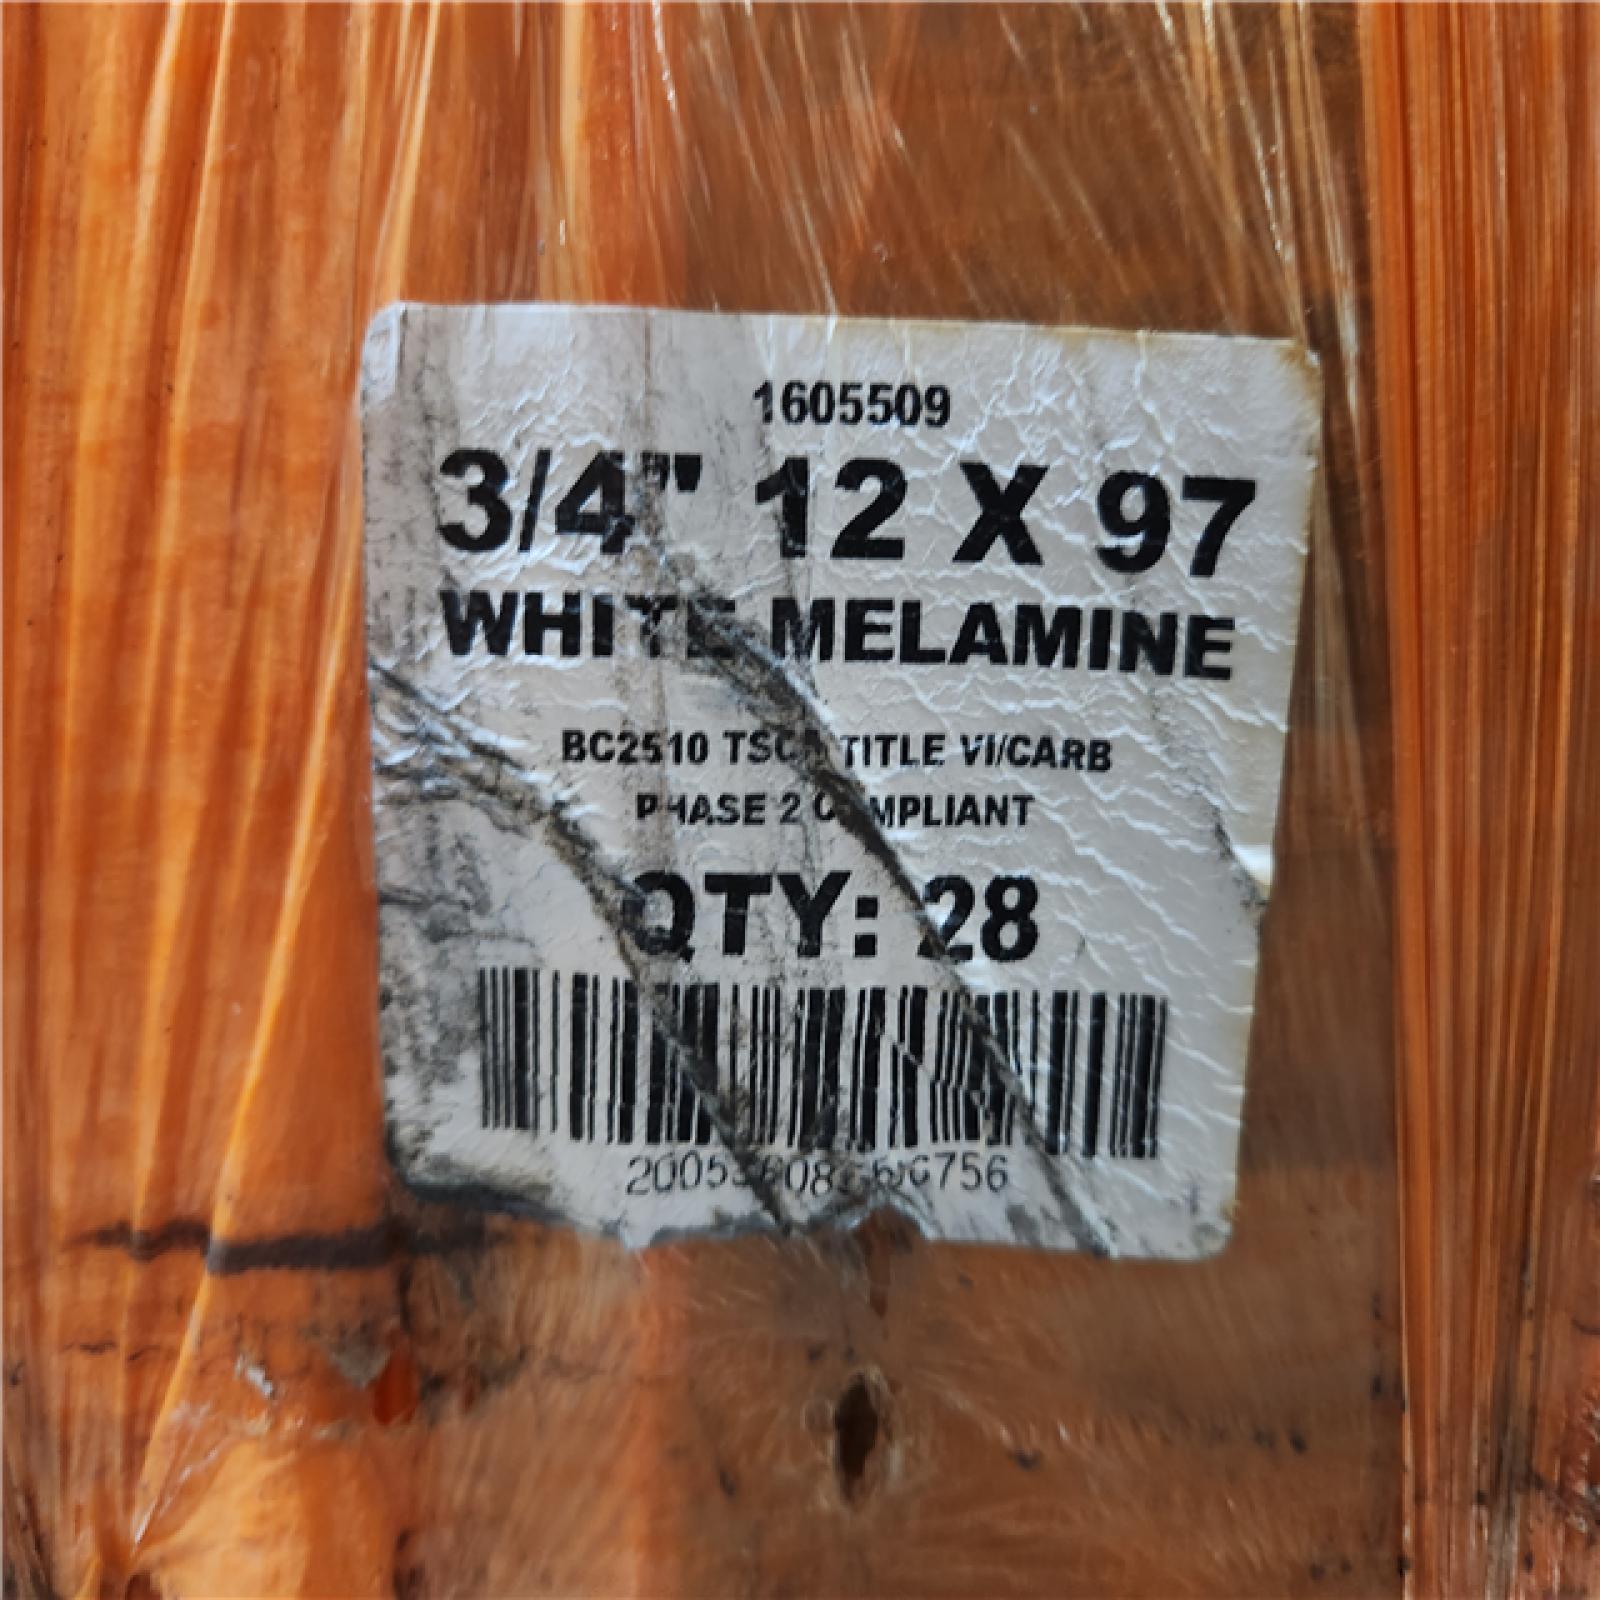 1605509
3/4" 12 X 97
WHITE MELAMINE
BC2510 TSCA TITLE VI/CARB
PHASE 2 COMPLIANT
QTY: 28